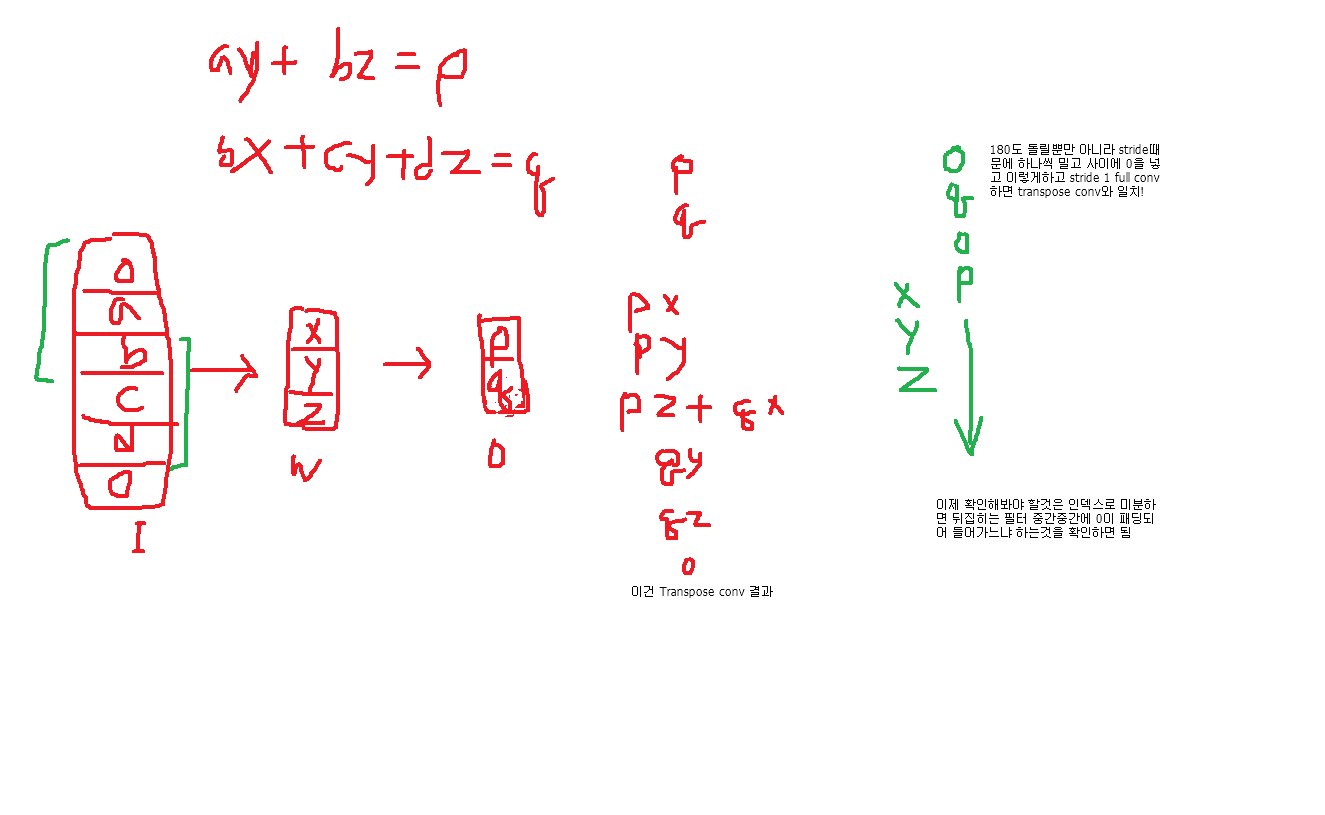 ay + bz = p
bx + cy + dz = q
0
a
b
c
d
0
I
x
y
z
W
p
q
O
p
q
px
py
pz + qx
qy
qz
0
이건 Transpose conv 결과
0
q
0
p
x
y
z
180도 돌릴뿐만 아니라 stride때
문에 하나씩 밀고 사이에 0을 넣
고 이렇게하고 stride 1 full conv
하면 transpose conv와 일치!
이제 확인해봐야 할것은 인덱스로 미분하
면 뒤집히는 필터 중간중간에 0이 패딩되
어 들어가느냐 하는것을 확인하면 됨